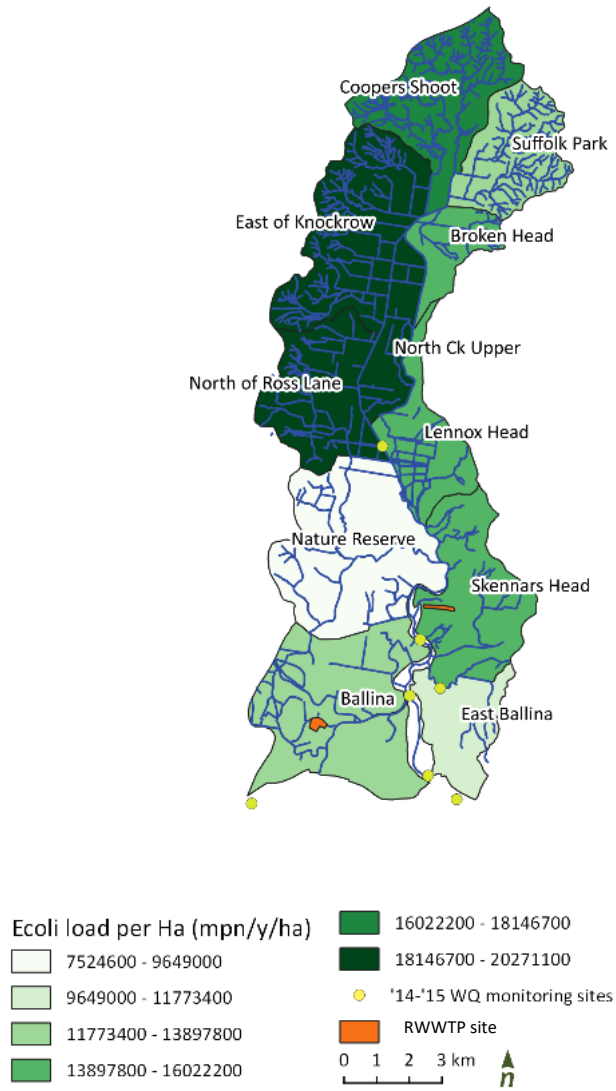 Coopers Shoot
Suffolk Park
East of Knockrow
Broken Head
North Ck Upper
North of Ross Lane
Lennox Head
Nature Reserve
Skennars Head
Ballina
East Ballina
Ecoli load per Ha (mpn/y/ha)
7524600 - 9649000
9649000 - 11773400
11773400 - 13897800
13897800 - 16022200
16022200 - 18146700
18146700 - 20271100
'14-'15 WQ monitoring sites
RWWTP site
0 1 2 3 km
n